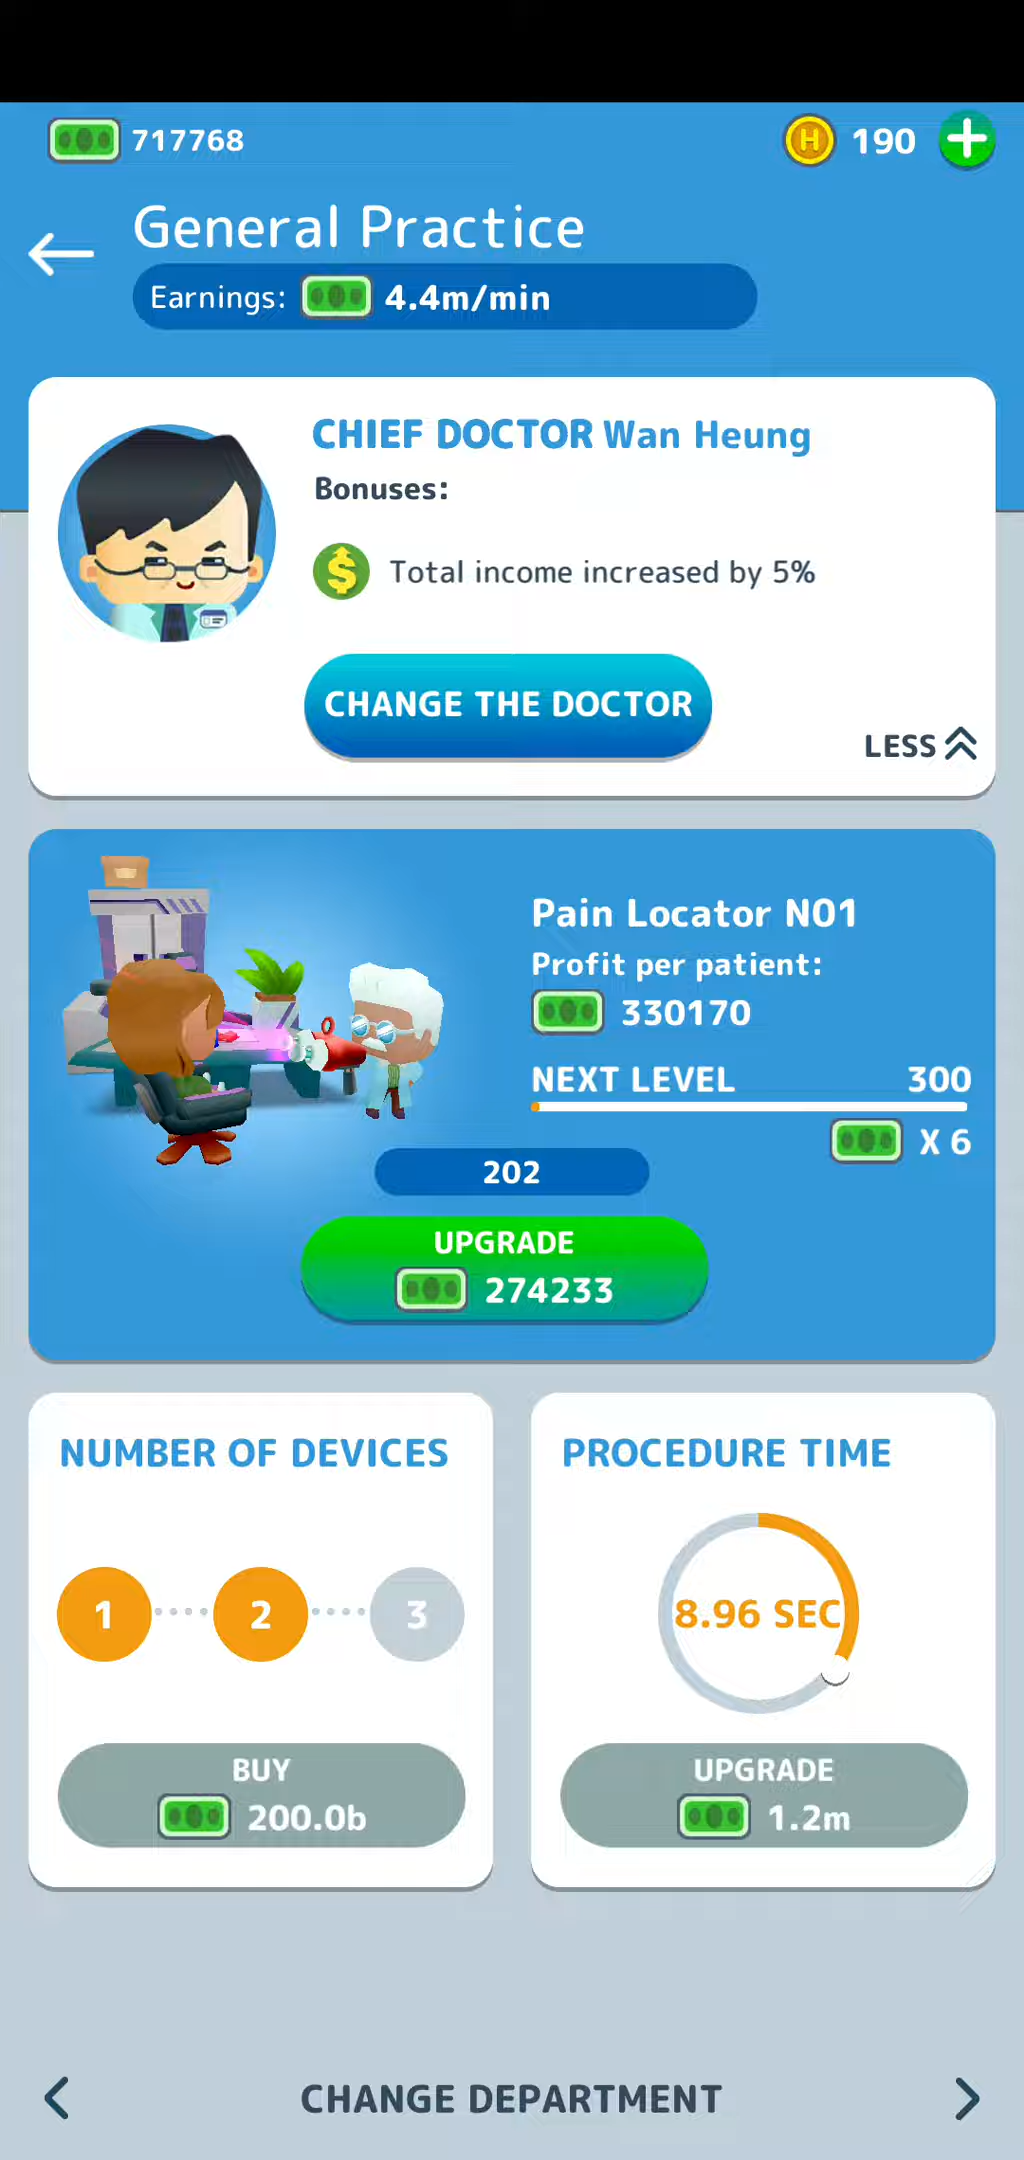 717768
H 190
General Practice
Earnings: 4.4m/min
CHIEF DOCTOR Wan Heung
Bonuses:
$ Total income increased by 5%
CHANGE THE DOCTOR
LESS
Pain Locator N01
Profit per patient:
330170
NEXT LEVEL 300
X 6
202
UPGRADE
274233
NUMBER OF DEVICES
1 2 3
BUY
200.0b
PROCEDURE TIME
8.96 SEC
UPGRADE
1.2m
CHANGE DEPARTMENT